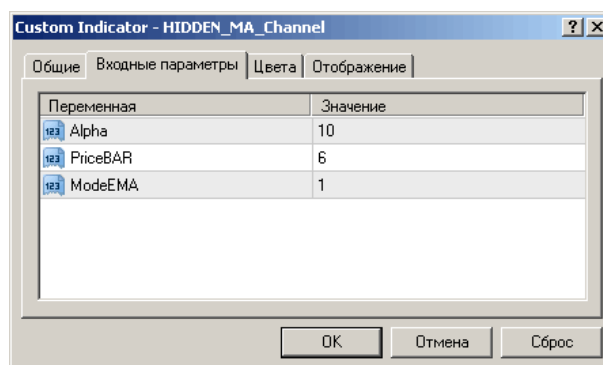 Custom Indicator - HIDDEN_MA_Channel ? X
Общие Входные параметры Цвета Отображение
Переменная Значение
123 Alpha 10
123 PriceBAR 6
123 ModeEMA 1
OK Отмена Сброс